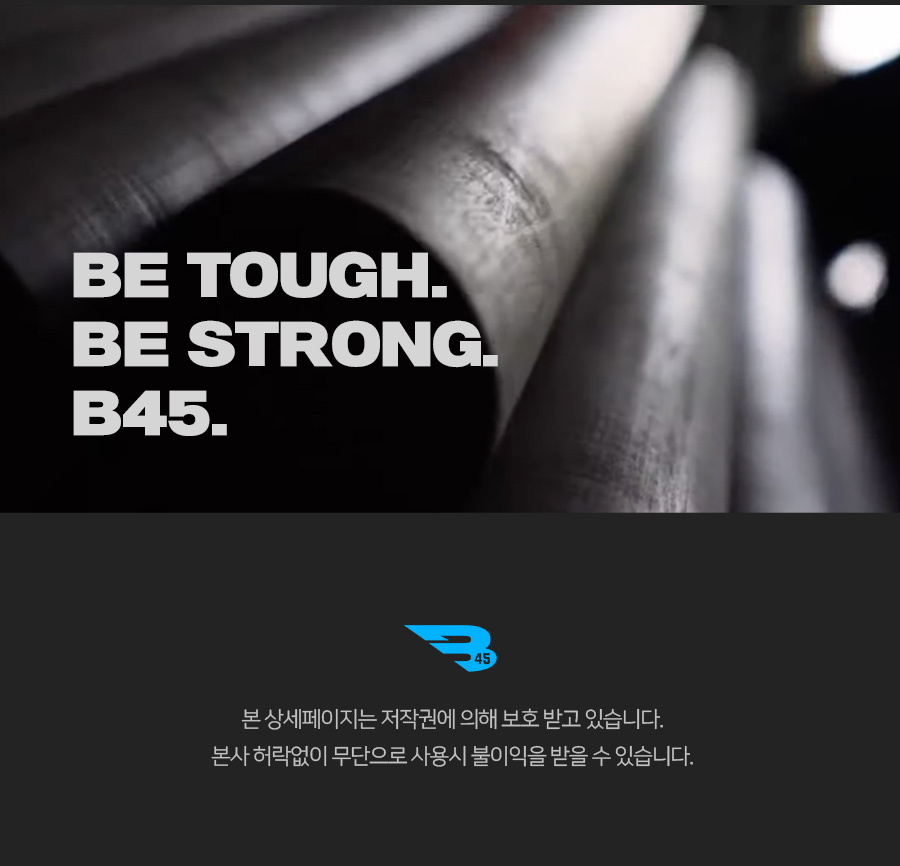 BE TOUGH.
BE STRONG.
B45.
B
45
본 상세페이지는 저작권에 의해 보호 받고 있습니다.
본사 허락없이 무단으로 사용시 불이익을 받을 수 있습니다.